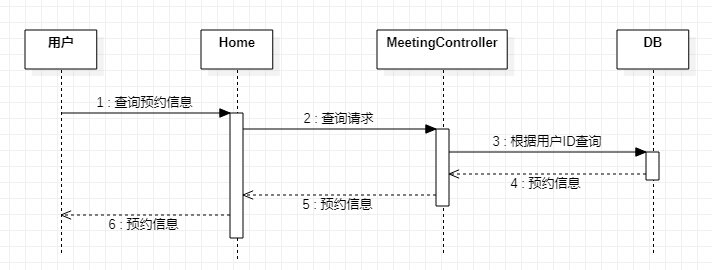 用户
Home
MeetingController
DB
1 : 查询预约信息
2 : 查询请求
3 : 根据用户ID查询
4 : 预约信息
5 : 预约信息
6 : 预约信息